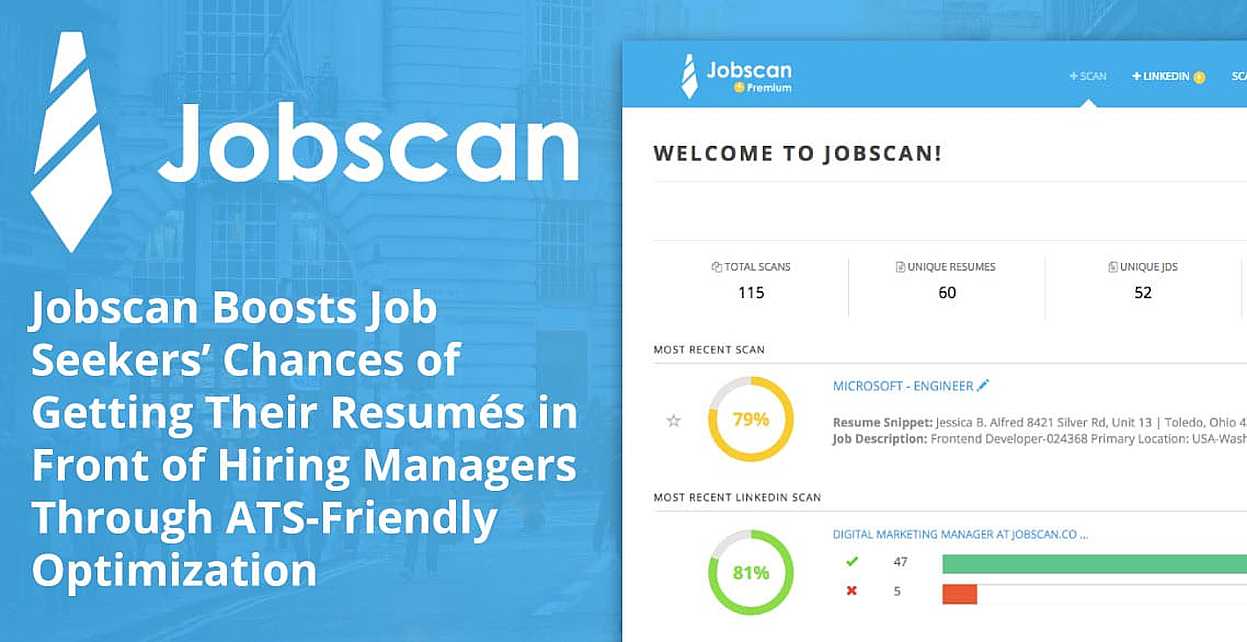 Jobscan
Jobscan Boosts Job
Seekers’ Chances of
Getting Their Resumés in
Front of Hiring Managers
Through ATS-Friendly
Optimization
Jobscan
Premium
+ SCAN
+ LINKEDIN
WELCOME TO JOBSCAN!
TOTAL SCANS
UNIQUE RESUMES
UNIQUE JDS
115
60
52
MOST RECENT SCAN
79%
MICROSOFT - ENGINEER
Resume Snippet: Jessica B. Alfred 8421 Silver Rd, Unit 13 | Toledo, Ohio 4
Job Description: Frontend Developer-024368 Primary Location: USA-Wash
MOST RECENT LINKEDIN SCAN
81%
DIGITAL MARKETING MANAGER AT JOBSCAN.CO ...
47
5